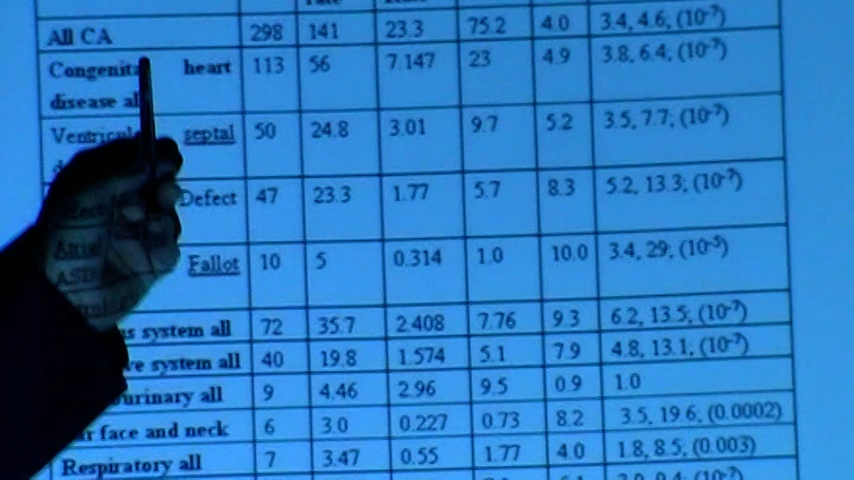 All CA 298 141 23.3 75.2 4.0 3.4, 4.6, (10⁻⁷)
heart 113 56 7.147 23 4.9 3.8, 6.4, (10⁻⁷)
disease
septal 50 24.8 3.01 9.7 5.2 3.5, 7.7, (10⁻⁷)
Defect 47 23.3 1.77 5.7 8.3 5.2, 13.3, (10⁻⁷)
Atrial
Fallot 10 5 0.314 1.0 10.0 3.4, 29, (10⁻⁵)
system all 72 35.7 2.408 7.76 9.3 6.2, 13.5, (10⁻⁷)
system all 40 19.8 1.574 5.1 7.9 4.8, 13.1, (10⁻⁷)
urinary all 9 4.46 2.96 9.5 0.9 1.0
face and neck 6 3.0 0.227 0.73 8.2 3.5, 19.6, (0.0002)
Respiratory all 7 3.47 0.55 1.77 4.0 1.8, 8.5, (0.003)